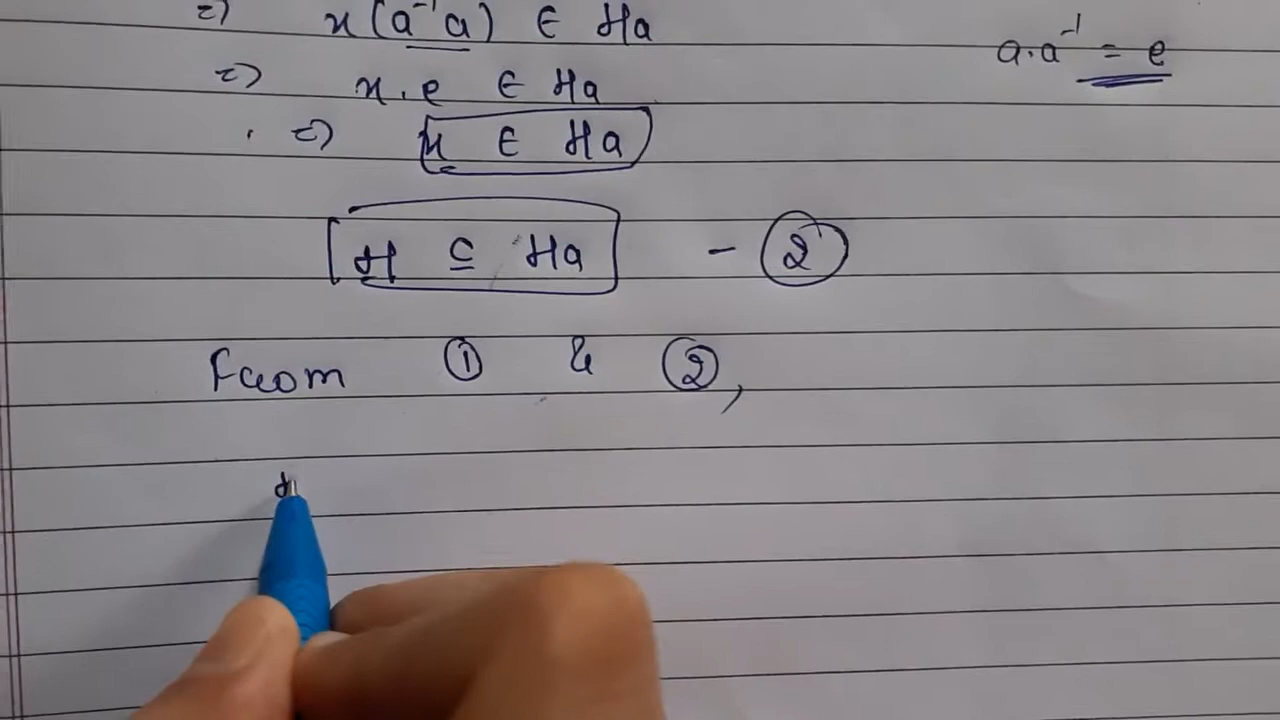 => x(a⁻¹a) ∈ Ha
a.a⁻¹ = e
=> x.e ∈ Ha
=> x ∈ Ha
H ⊆ Ha - ②
From ① & ②,